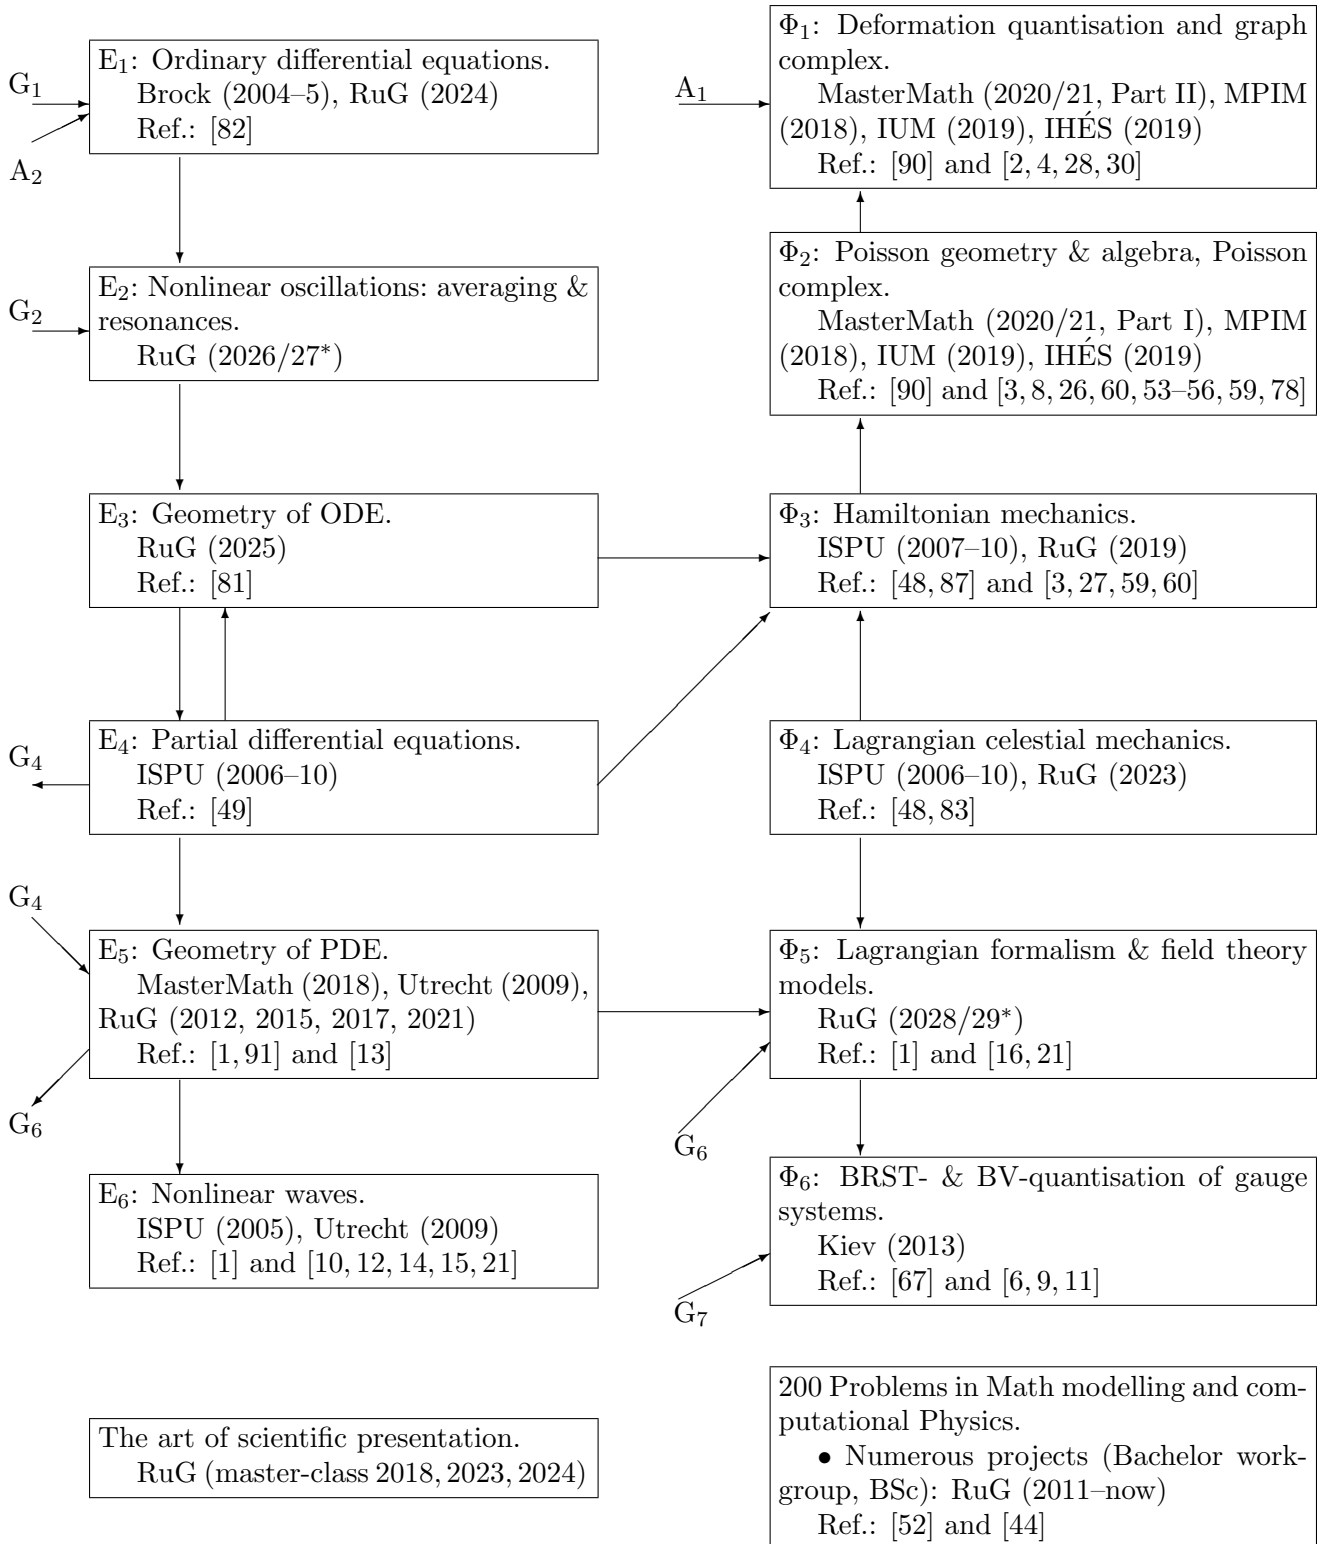 G₁
A₂
E₁: Ordinary differential equations.
Brock (2004–5), RuG (2024)
Ref.: [82]
G₂
E₂: Nonlinear oscillations: averaging &
resonances.
RuG (2026/27*)
E₃: Geometry of ODE.
RuG (2025)
Ref.: [81]
G₄
E₄: Partial differential equations.
ISPU (2006–10)
Ref.: [49]
G₄
E₅: Geometry of PDE.
MasterMath (2018), Utrecht (2009),
RuG (2012, 2015, 2017, 2021)
Ref.: [1, 91] and [13]
G₆
E₆: Nonlinear waves.
ISPU (2005), Utrecht (2009)
Ref.: [1] and [10, 12, 14, 15, 21]
The art of scientific presentation.
RuG (master-class 2018, 2023, 2024)
A₁
Φ₁: Deformation quantisation and graph
complex.
MasterMath (2020/21, Part II), MPIM
(2018), IUM (2019), IHÉS (2019)
Ref.: [90] and [2, 4, 28, 30]
Φ₂: Poisson geometry & algebra, Poisson
complex.
MasterMath (2020/21, Part I), MPIM
(2018), IUM (2019), IHÉS (2019)
Ref.: [90] and [3, 8, 26, 60, 53–56, 59, 78]
Φ₃: Hamiltonian mechanics.
ISPU (2007–10), RuG (2019)
Ref.: [48, 87] and [3, 27, 59, 60]
Φ₄: Lagrangian celestial mechanics.
ISPU (2006–10), RuG (2023)
Ref.: [48, 83]
Φ₅: Lagrangian formalism & field theory
models.
RuG (2028/29*)
Ref.: [1] and [16, 21]
G₆
Φ₆: BRST- & BV-quantisation of gauge
systems.
Kiev (2013)
Ref.: [67] and [6, 9, 11]
G₇
200 Problems in Math modelling and com-
putational Physics.
• Numerous projects (Bachelor work-
group, BSc): RuG (2011–now)
Ref.: [52] and [44]